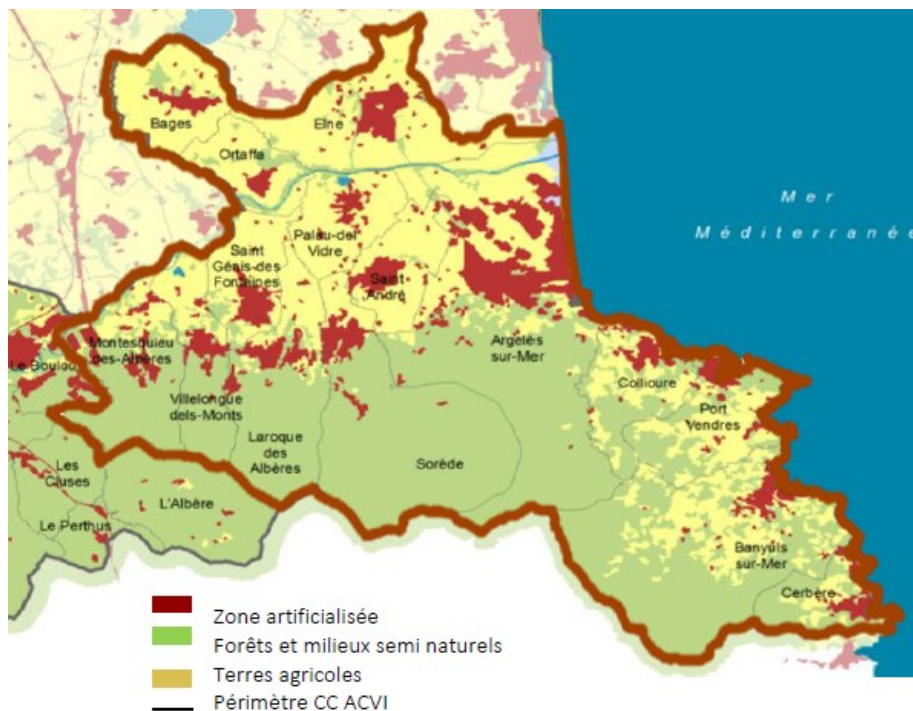 Bages
Elne
Ortaffa
Mer
Méditerranée
Palau-del
Vidre
Saint
Génis-des
Fontaines
Saint
André
Argelès
sur-Mer
Montesquieu
des-Albères
Le Boulou
Collioure
Villelongue
dels-Monts
Port
Vendres
Laroque
des
Albères
Sorède
Les
Cluses
L'Albère
Le Perthus
Banyuls
sur-Mer
Cerbère
Zone artificialisée
Forêts et milieux semi naturels
Terres agricoles
Périmètre CC ACVI